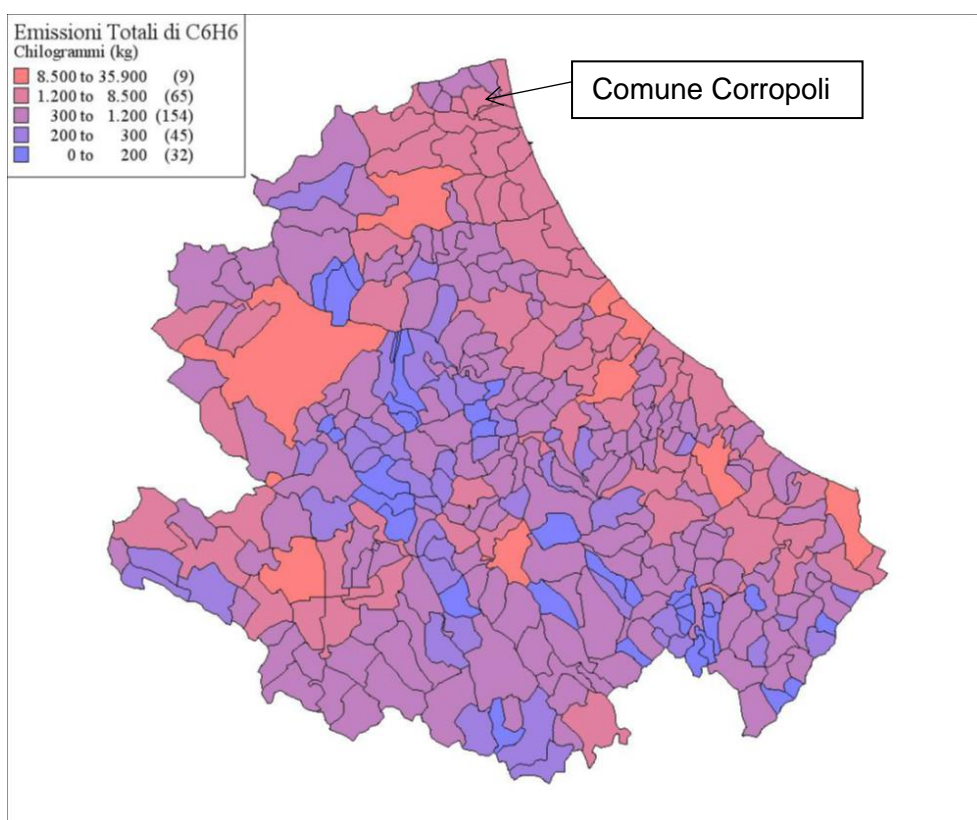 Emissioni Totali di C6H6
Chilogrammi (kg)
8.500 to 35.900 (9)
1.200 to 8.500 (65)
300 to 1.200 (154)
200 to 300 (45)
0 to 200 (32)
Comune Corropoli